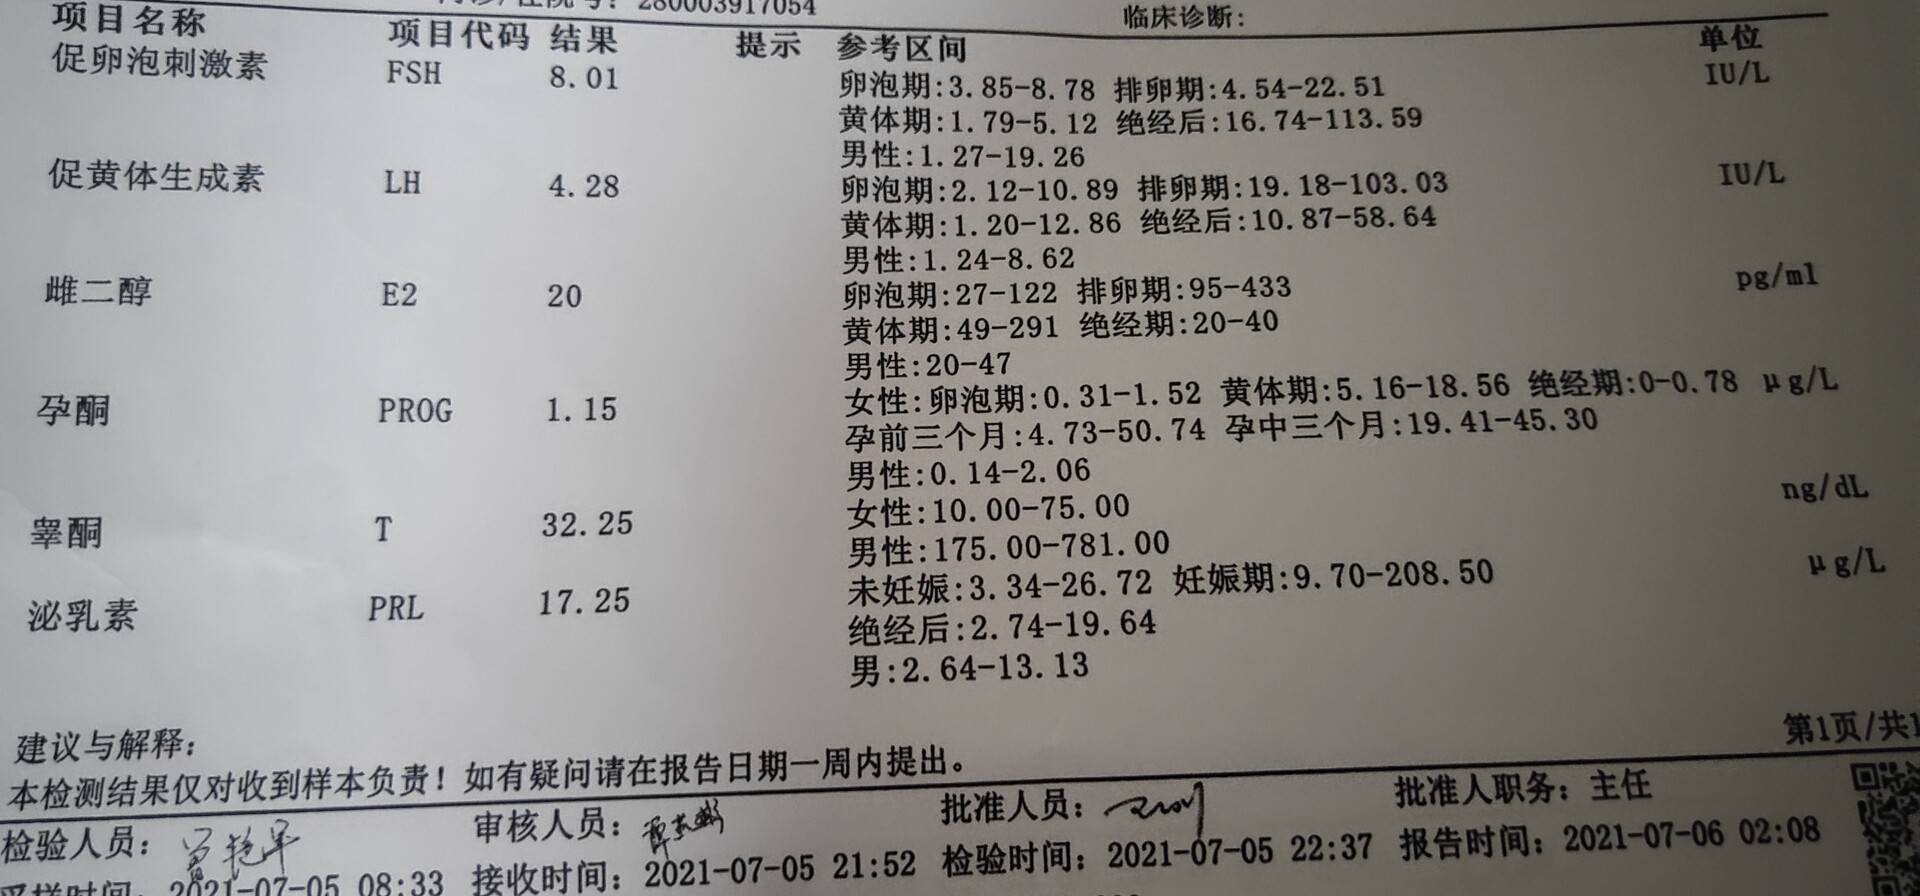 280003917054
临床诊断:
项目名称 项目代码 结果 提示 参考区间 单位
促卵泡刺激素 FSH 8.01 卵泡期:3.85-8.78 排卵期:4.54-22.51 IU/L
黄体期:1.79-5.12 绝经后:16.74-113.59
男性:1.27-19.26
促黄体生成素 LH 4.28 卵泡期:2.12-10.89 排卵期:19.18-103.03 IU/L
黄体期:1.20-12.86 绝经后:10.87-58.64
男性:1.24-8.62
雌二醇 E2 20 卵泡期:27-122 排卵期:95-433 pg/ml
黄体期:49-291 绝经期:20-40
男性:20-47
孕酮 PROG 1.15 女性:卵泡期:0.31-1.52 黄体期:5.16-18.56 绝经期:0-0.78 μg/L
孕前三个月:4.73-50.74 孕中三个月:19.41-45.30
男性:0.14-2.06
睾酮 T 32.25 女性:10.00-75.00 ng/dL
男性:175.00-781.00
泌乳素 PRL 17.25 未妊娠:3.34-26.72 妊娠期:9.70-208.50 μg/L
绝经后:2.74-19.64
男:2.64-13.13
建议与解释: 第1页/共1
本检测结果仅对收到样本负责！如有疑问请在报告日期一周内提出。
检验人员: 审核人员: 批准人员: 批准人职务: 主任
采样时间: 2021-07-05 08:33 接收时间: 2021-07-05 21:52 检验时间: 2021-07-05 22:37 报告时间: 2021-07-06 02:08